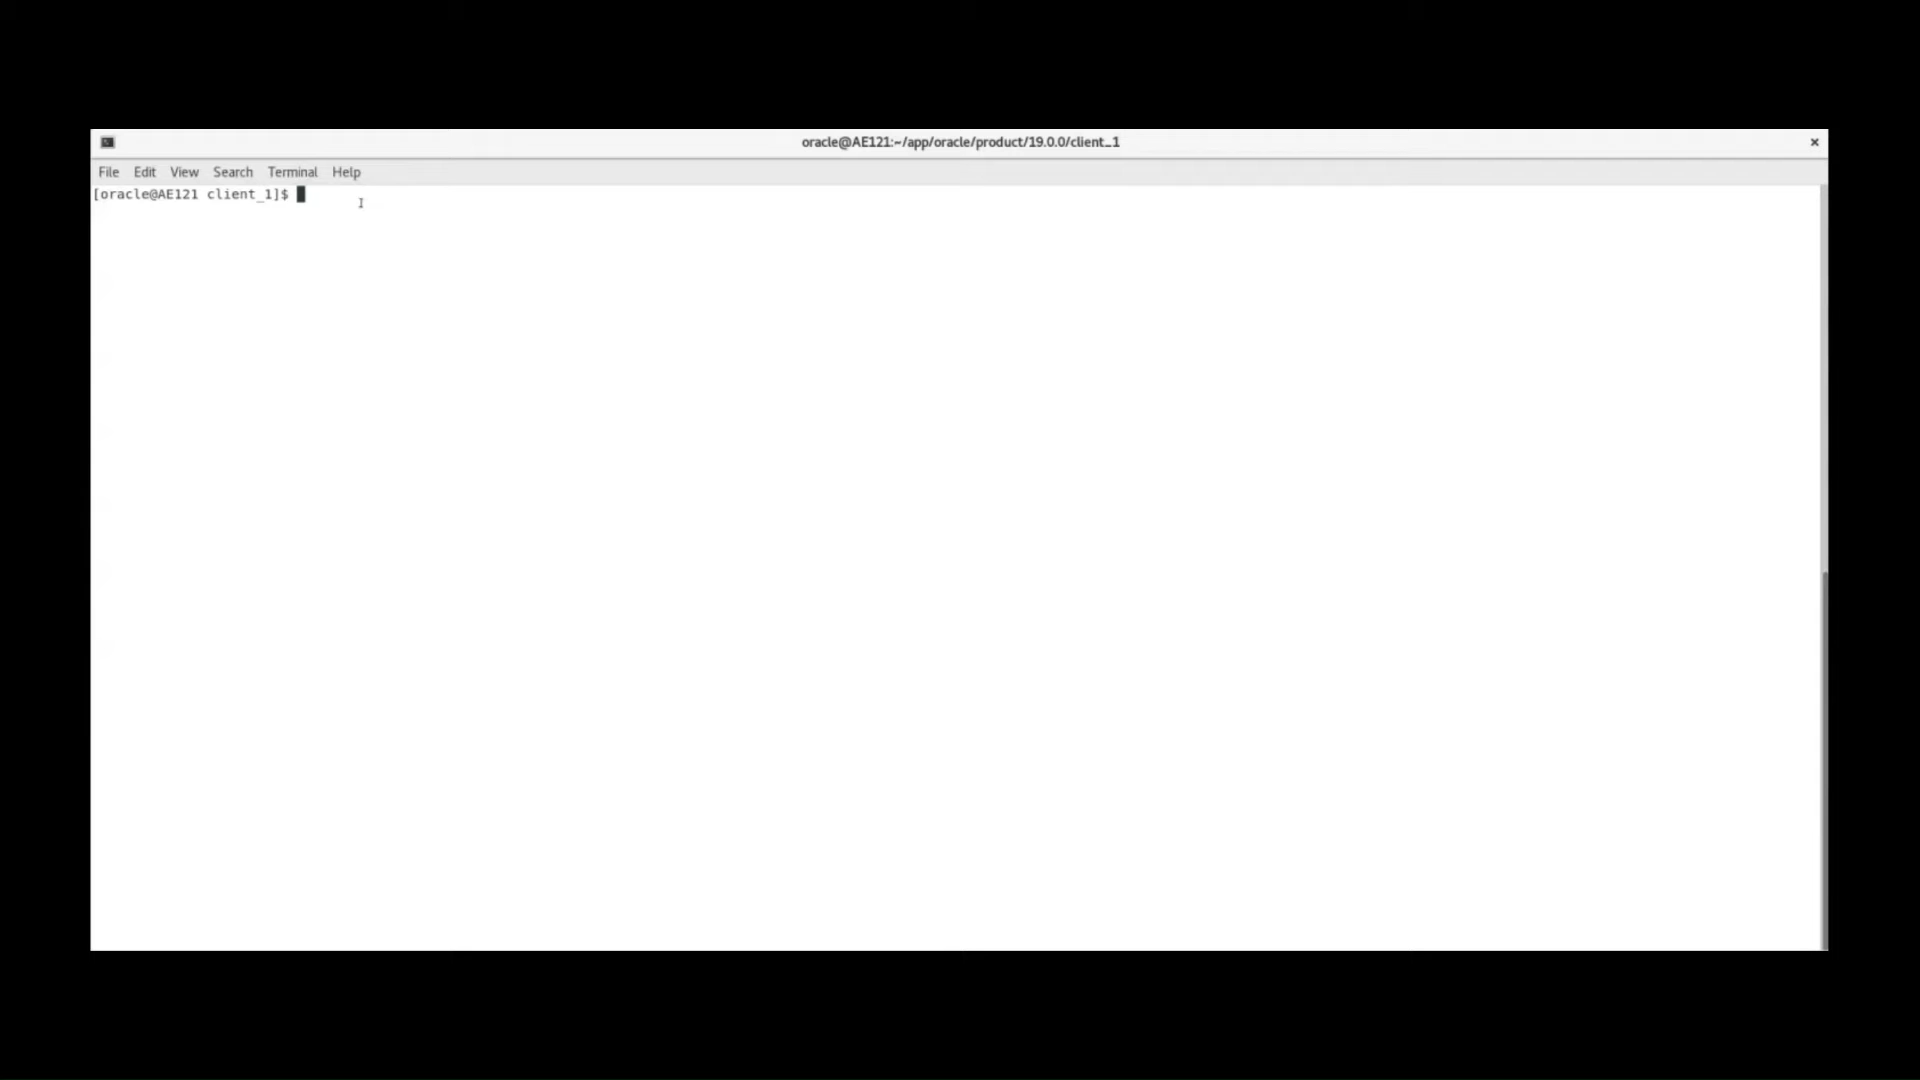 oracle@AE121:~/app/oracle/product/19.0.0/client_1
File Edit View Search Terminal Help
[oracle@AE121 client_1]$